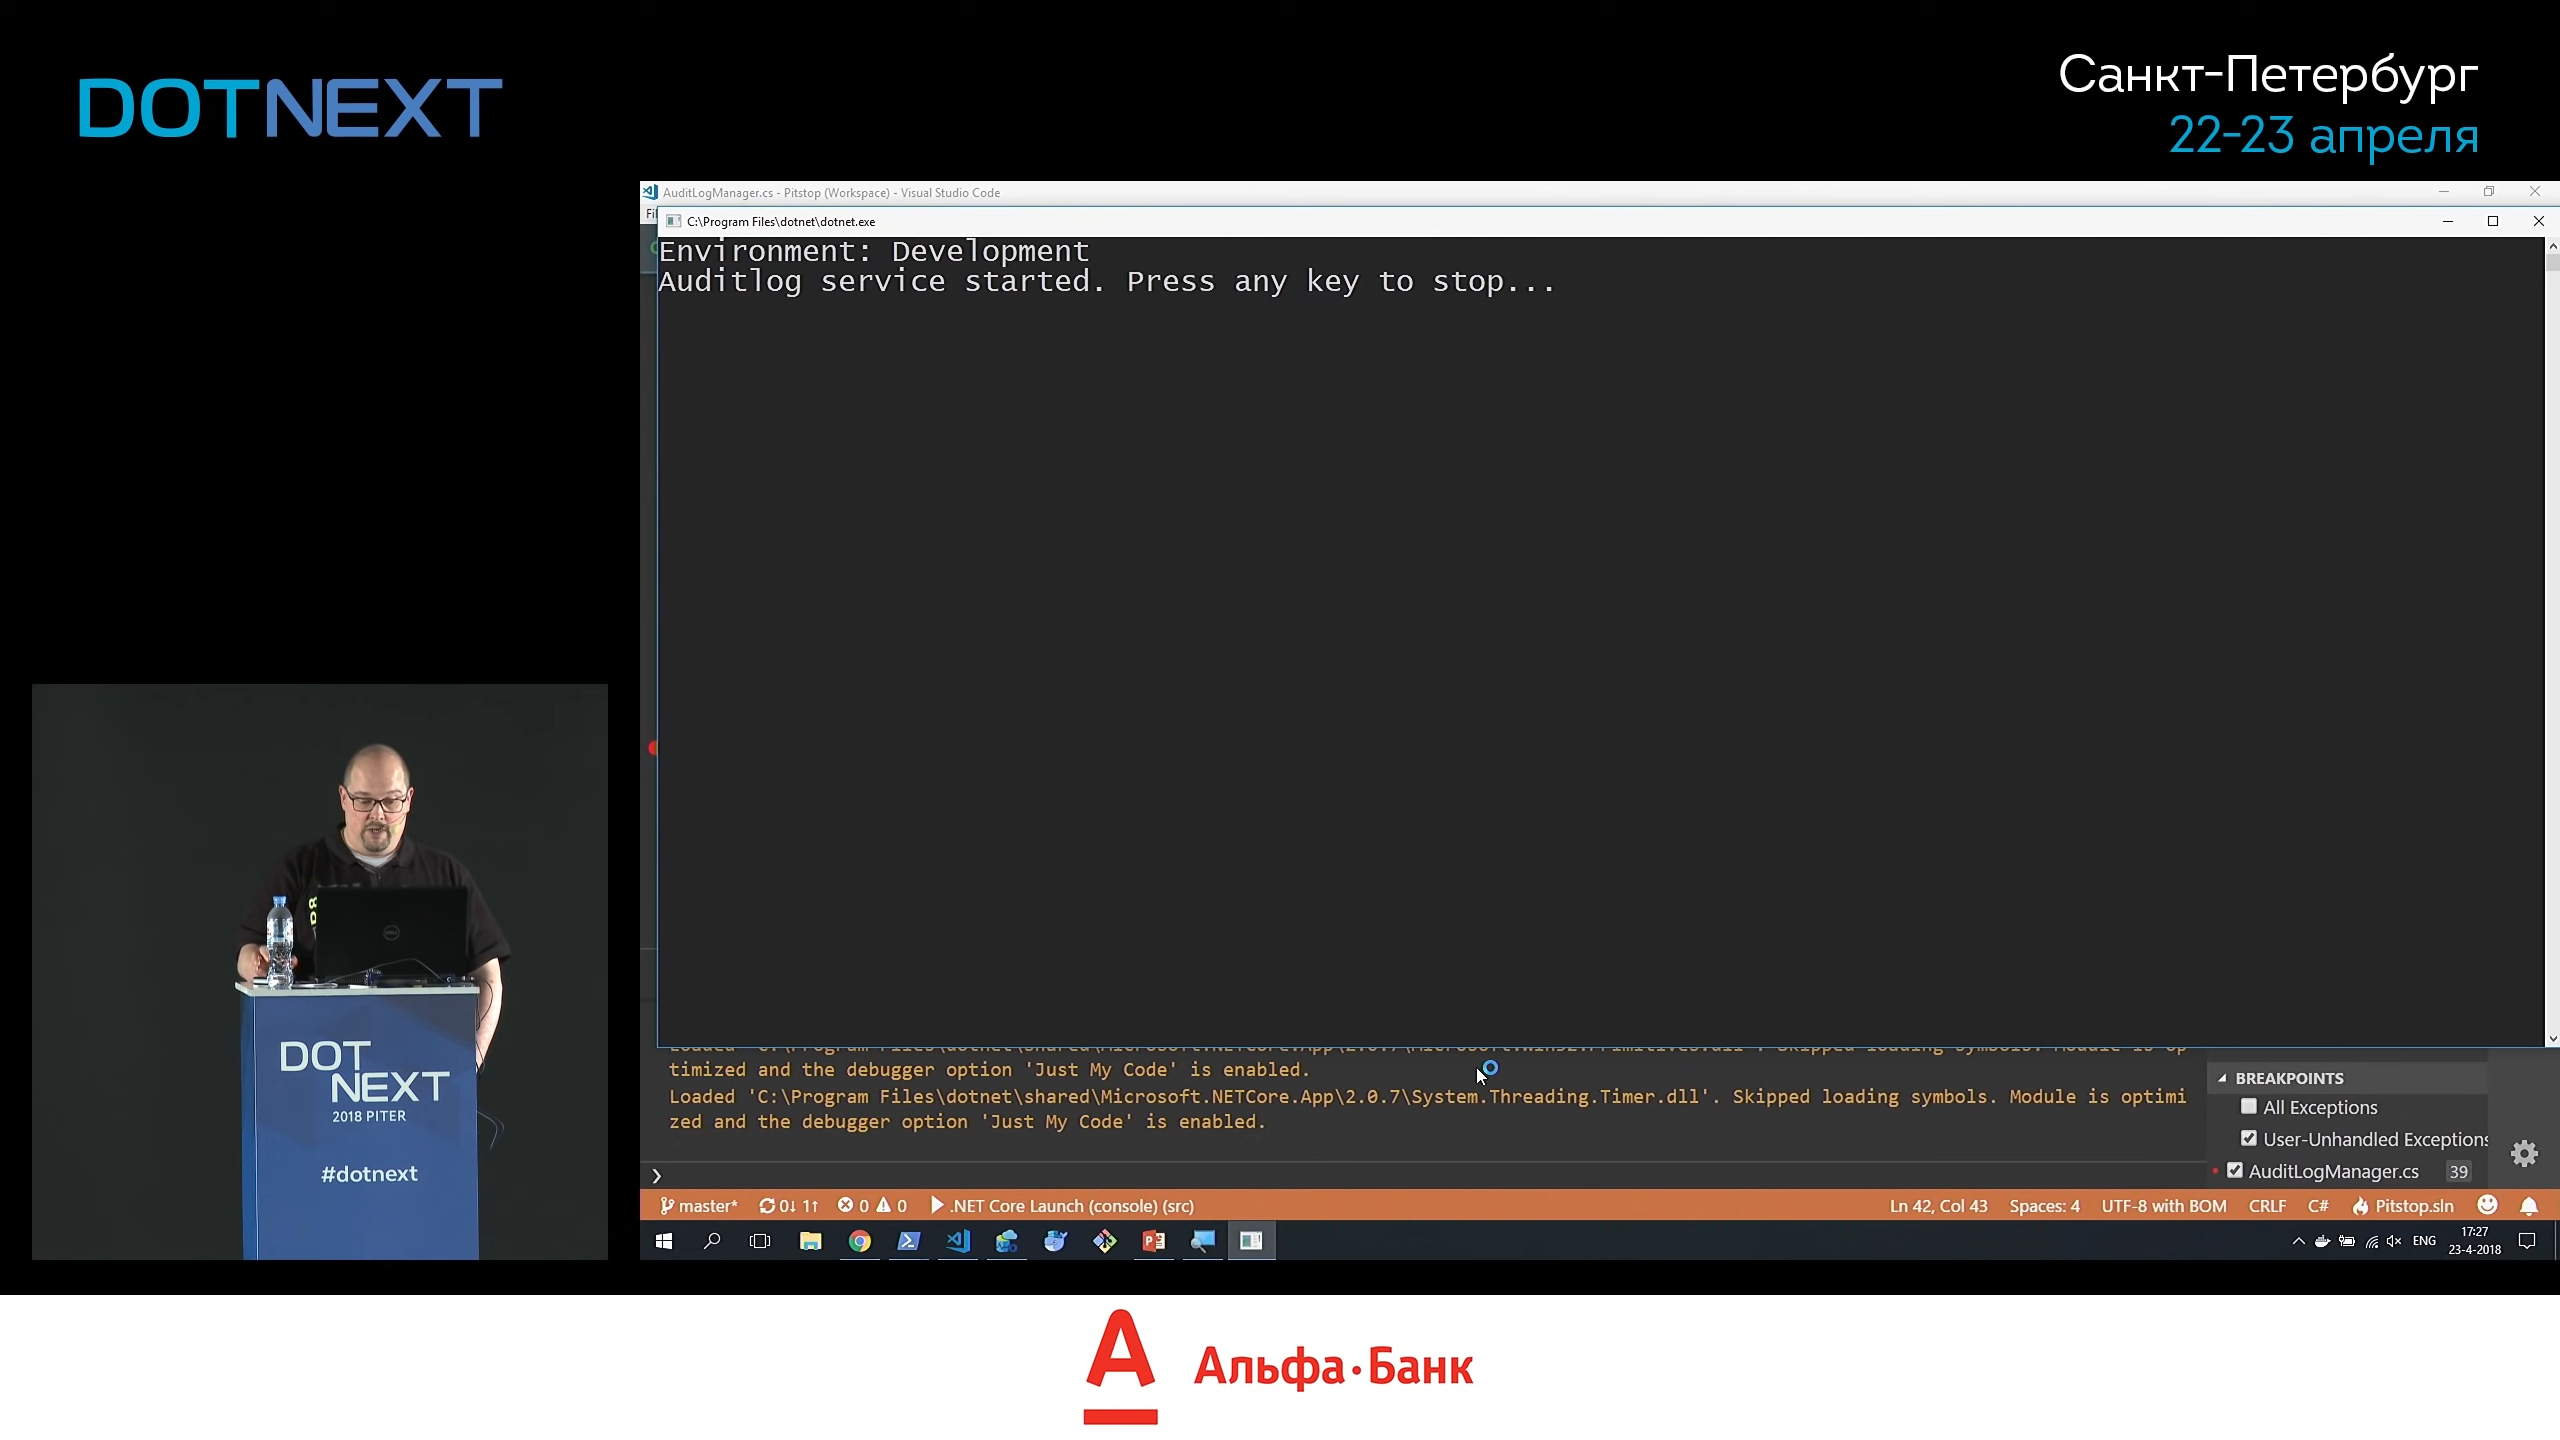 DOTNEXT
Санкт-Петербург
22-23 апреля
AuditLogManager.cs - Pitstop (Workspace) - Visual Studio Code
C:\Program Files\dotnet\dotnet.exe
Environment: Development
Auditlog service started. Press any key to stop...
timized and the debugger option 'Just My Code' is enabled.
Loaded 'C:\Program Files\dotnet\shared\Microsoft.NETCore.App\2.0.7\System.Threading.Timer.dll'. Skipped loading symbols. Module is optimi
zed and the debugger option 'Just My Code' is enabled.
BREAKPOINTS
All Exceptions
User-Unhandled Exceptions
AuditLogManager.cs 39
master* 0↓ 1↑ 0 0 .NET Core Launch (console) (src) Ln 42, Col 43 Spaces: 4 UTF-8 with BOM CRLF C# Pitstop.sln
ENG 17:27
23-4-2018
DOT
NEXT
2018 PITER
#dotnext
DELL
А Альфа·Банк